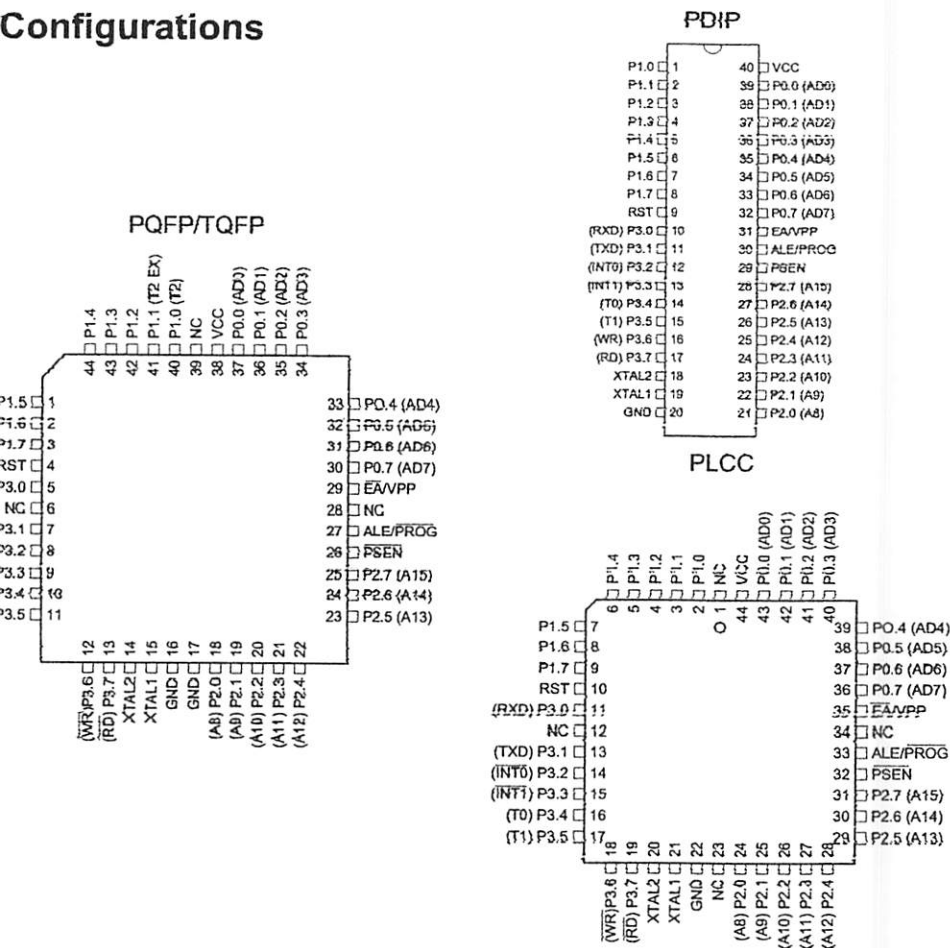 Configurations
PDIP
P1.0 1 40 VCC
P1.1 2 39 P0.0 (AD0)
P1.2 3 38 P0.1 (AD1)
P1.3 4 37 P0.2 (AD2)
P1.4 5 36 P0.3 (AD3)
P1.5 6 35 P0.4 (AD4)
P1.6 7 34 P0.5 (AD5)
P1.7 8 33 P0.6 (AD6)
RST 9 32 P0.7 (AD7)
(RXD) P3.0 10 31 EA/VPP
(TXD) P3.1 11 30 ALE/PROG
(INT0) P3.2 12 29 PSEN
(INT1) P3.3 13 28 P2.7 (A15)
(T0) P3.4 14 27 P2.6 (A14)
(T1) P3.5 15 26 P2.5 (A13)
(WR) P3.6 16 25 P2.4 (A12)
(RD) P3.7 17 24 P2.3 (A11)
XTAL2 18 23 P2.2 (A10)
XTAL1 19 22 P2.1 (A9)
GND 20 21 P2.0 (A8)
PQFP/TQFP
P1.4
P1.3
P1.2
P1.1 (T2 EX)
P1.0 (T2)
NC
VCC
P0.0 (AD0)
P0.1 (AD1)
P0.2 (AD2)
P0.3 (AD3)
44 43 42 41 40 39 38 37 36 35 34
P1.5 1 33 PO.4 (AD4)
P1.6 2 32 P0.5 (AD5)
P1.7 3 31 P0.6 (AD6)
RST 4 30 P0.7 (AD7)
P3.0 5 29 EA/VPP
NC 6 28 NC
P3.1 7 27 ALE/PROG
P3.2 8 26 PSEN
P3.3 9 25 P2.7 (A15)
P3.4 10 24 P2.6 (A14)
P3.5 11 23 P2.5 (A13)
12 13 14 15 16 17 18 19 20 21 22
(WR)P3.6
(RD) P3.7
XTAL2
XTAL1
GND
GND
(A8) P2.0
(A9) P2.1
(A10) P2.2
(A11) P2.3
(A12) P2.4
PLCC
P1.4
P1.3
P1.2
P1.1
P1.0
NC
VCC
P0.0 (AD0)
P0.1 (AD1)
P0.2 (AD2)
P0.3 (AD3)
6 5 4 3 2 1 44 43 42 41 40
P1.5 7 39 PO.4 (AD4)
P1.6 8 38 P0.5 (AD5)
P1.7 9 37 P0.6 (AD6)
RST 10 36 P0.7 (AD7)
(RXD) P3.0 11 35 EA/VPP
NC 12 34 NC
(TXD) P3.1 13 33 ALE/PROG
(INT0) P3.2 14 32 PSEN
(INT1) P3.3 15 31 P2.7 (A15)
(T0) P3.4 16 30 P2.6 (A14)
(T1) P3.5 17 29 P2.5 (A13)
18 19 20 21 22 23 24 25 26 27 28
(WR)P3.6
(RD) P3.7
XTAL2
XTAL1
GND
NC
(A8) P2.0
(A9) P2.1
(A10) P2.2
(A11) P2.3
(A12) P2.4